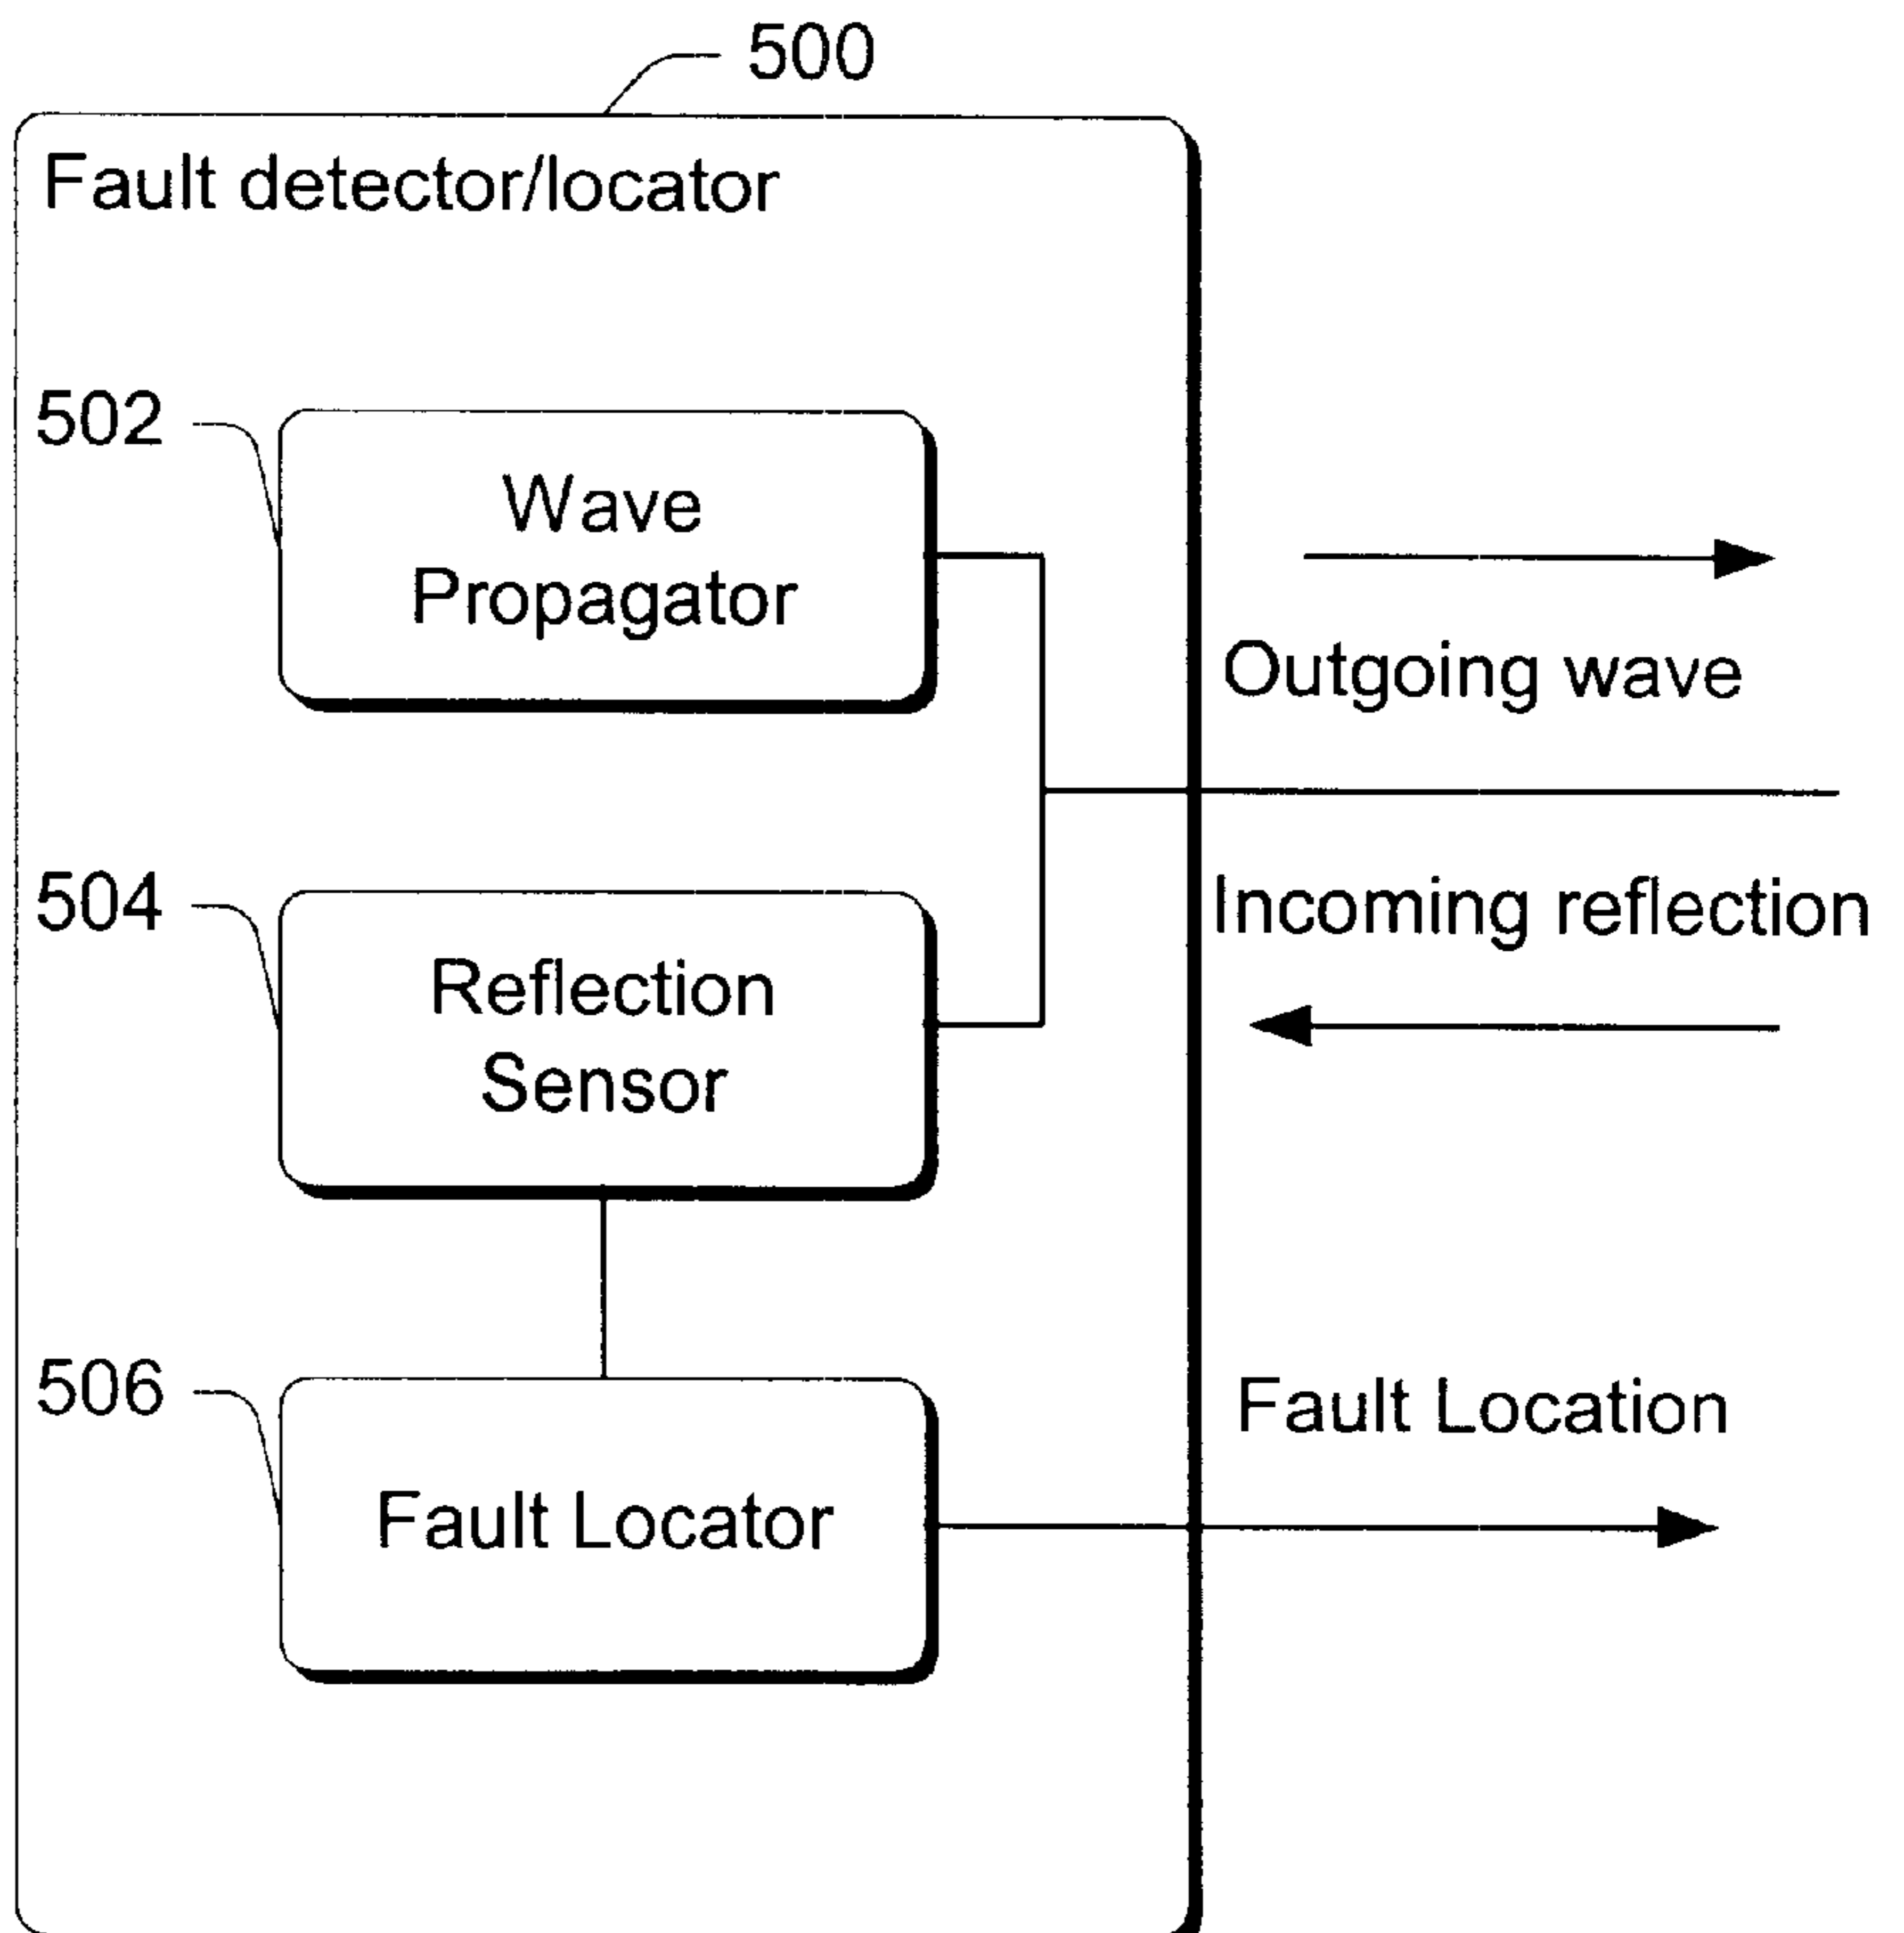 500
Fault detector/locator
502
Wave
Propagator
Outgoing wave
504
Incoming reflection
Reflection
Sensor
506
Fault Location
Fault Locator